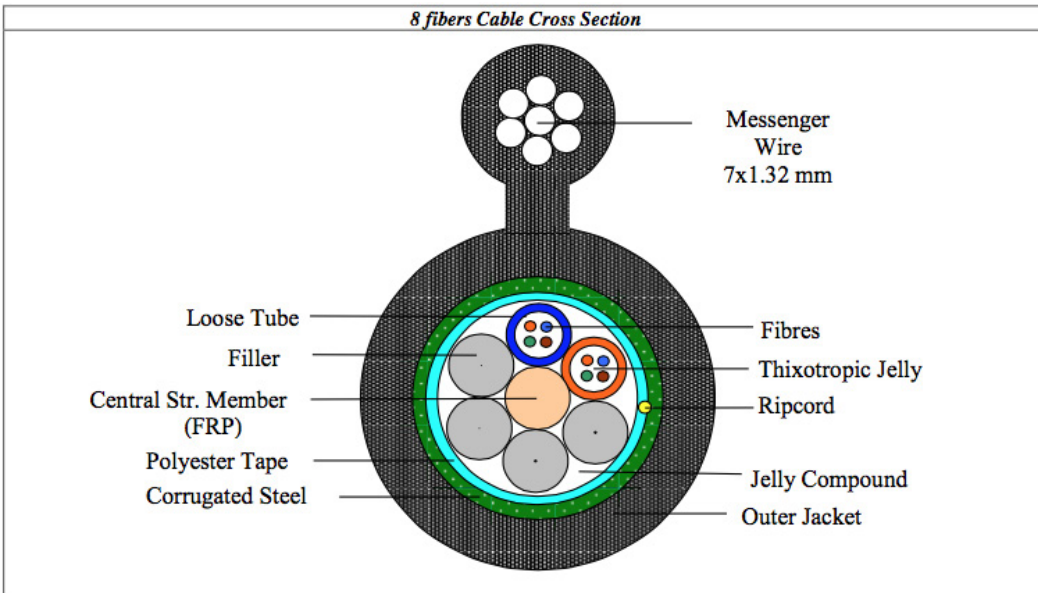 8 fibers Cable Cross Section
Messenger
Wire
7x1.32 mm
Loose Tube
Filler
Central Str. Member
(FRP)
Polyester Tape
Corrugated Steel
Fibres
Thixotropic Jelly
Ripcord
Jelly Compound
Outer Jacket